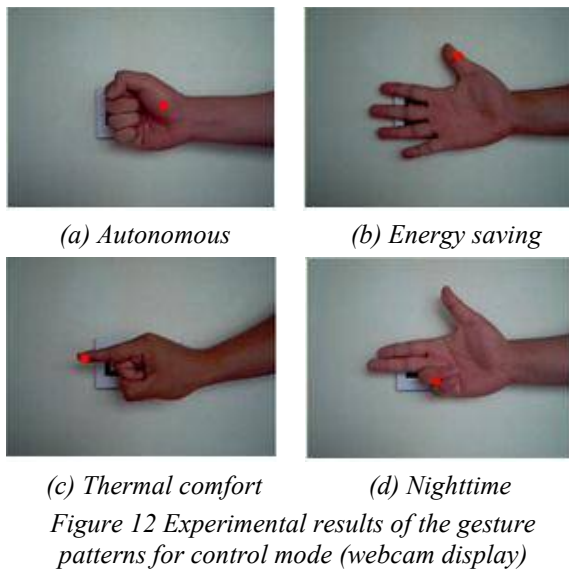 (a) Autonomous
(b) Energy saving
(c) Thermal comfort
(d) Nighttime
Figure 12 Experimental results of the gesture
patterns for control mode (webcam display)